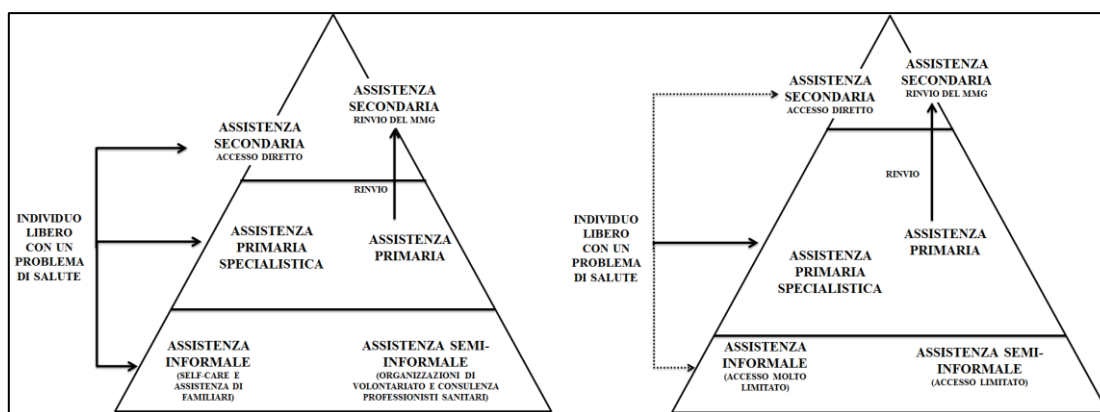 ASSISTENZA
SECONDARIA
RINVIO DEL MMG
ASSISTENZA
SECONDARIA
ACCESSO DIRETTO
RINVIO
INDIVIDUO
LIBERO
CON UN
PROBLEMA
DI SALUTE
ASSISTENZA
PRIMARIA
SPECIALISTICA
ASSISTENZA
PRIMARIA
ASSISTENZA
INFORMALE
(SELF-CARE E
ASSISTENZA DI
FAMILIARI)
ASSISTENZA SEMI-
INFORMALE
(ORGANIZZAZIONI DI
VOLONTARIATO E CONSULENZA
PROFESSIONISTI SANITARI)
ASSISTENZA
SECONDARIA
RINVIO DEL MMG
ASSISTENZA
SECONDARIA
ACCESSO DIRETTO
RINVIO
INDIVIDUO
LIBERO
CON UN
PROBLEMA
DI SALUTE
ASSISTENZA
PRIMARIA
ASSISTENZA
PRIMARIA
SPECIALISTICA
ASSISTENZA
INFORMALE
(ACCESSO MOLTO
LIMITATO)
ASSISTENZA SEMI-
INFORMALE
(ACCESSO LIMITATO)